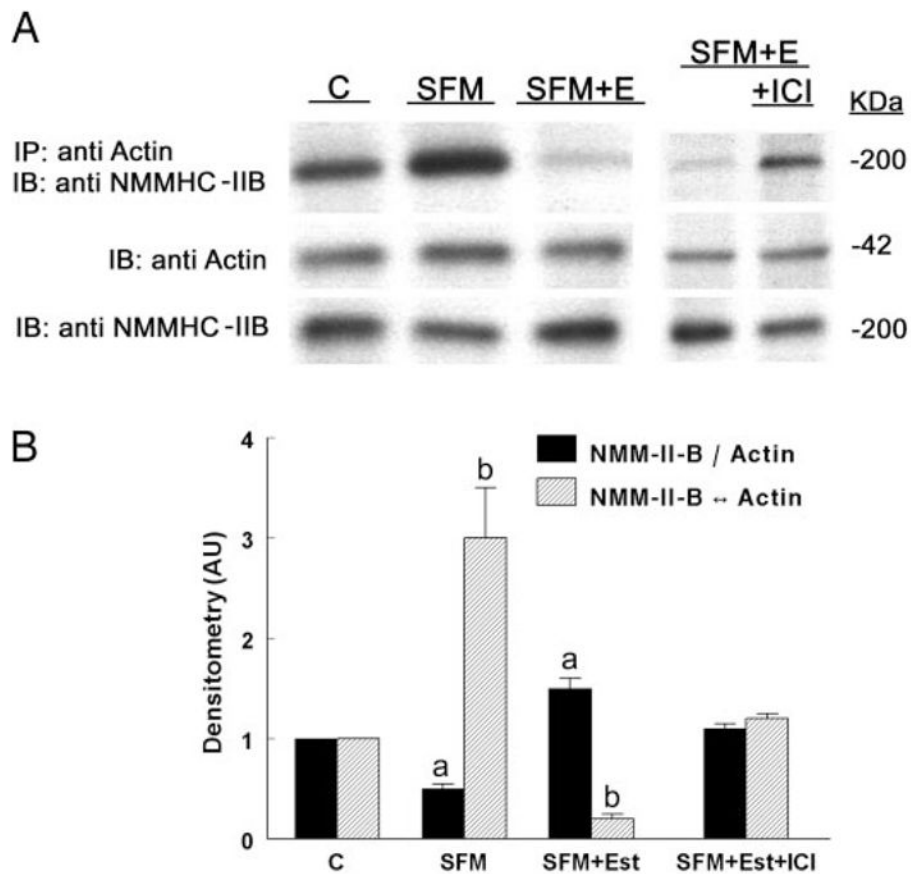 A
C SFM SFM+E SFM+E
+ICI KDa
IP: anti Actin
IB: anti NMMHC-IIB -200
IB: anti Actin -42
IB: anti NMMHC-IIB -200
B
4
3
2
1
0
Densitometry (AU)
NMM-II-B / Actin
NMM-II-B ↔ Actin
a b a b
C SFM SFM+Est SFM+Est+ICI